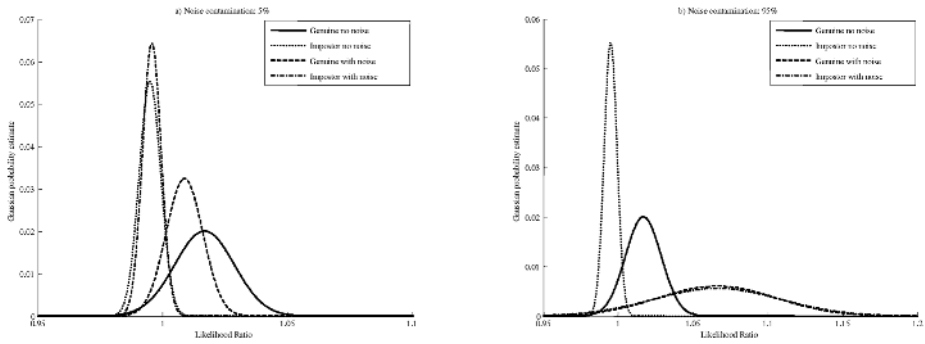 a) Noise contamination: 5%
0.07
0.06
0.05
0.04
0.03
0.02
0.01
0
0.95
1
1.05
1.1
Gaussian probability estimate
Likelihood Ratio
Genuine no noise
Impostor no noise
Genuine with noise
Impostor with noise
b) Noise contamination: 95%
0.06
0.05
0.04
0.03
0.02
0.01
0
0.95
1
1.05
1.1
1.15
1.2
Gaussian probability estimate
Likelihood Ratio
Genuine no noise
Impostor no noise
Genuine with noise
Impostor with noise